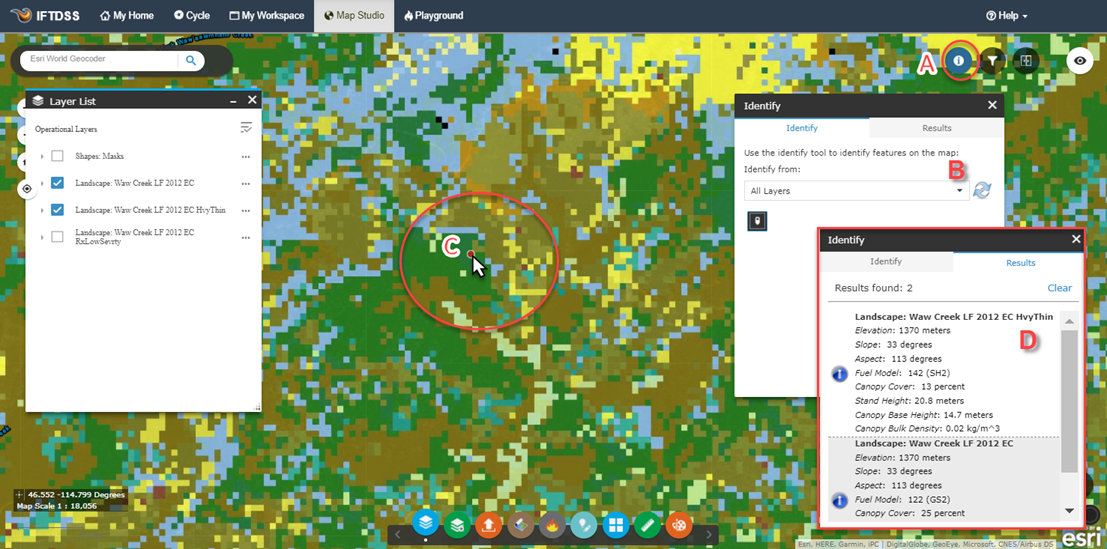 IFTDSS
My Home
Cycle
My Workspace
Map Studio
Playground
Help
Esri World Geocoder
A
Layer List
Operational Layers
Shapes: Masks
Landscape: Waw Creek LF 2012 EC
Landscape: Waw Creek LF 2012 EC HvyThin
Landscape: Waw Creek LF 2012 EC
RxLowSevrty
C
Identify
Identify
Results
Use the identify tool to identify features on the map:
Identify from:
B
All Layers
Identify
Identify
Results
Results found: 2
Clear
Landscape: Waw Creek LF 2012 EC HvyThin
Elevation: 1370 meters
D
Slope: 33 degrees
Aspect: 113 degrees
Fuel Model: 142 (SH2)
Canopy Cover: 13 percent
Stand Height: 20.8 meters
Canopy Base Height: 14.7 meters
Canopy Bulk Density: 0.02 kg/m^3
Landscape: Waw Creek LF 2012 EC
Elevation: 1370 meters
Slope: 33 degrees
Aspect: 113 degrees
Fuel Model: 122 (GS2)
Canopy Cover: 25 percent
46.552 -114.799 Degrees
Map Scale 1 : 18,056
Esri, HERE, Garmin, iPC | DigitalGlobe, GeoEye, Microsoft, CNES/Airbus DS
esri